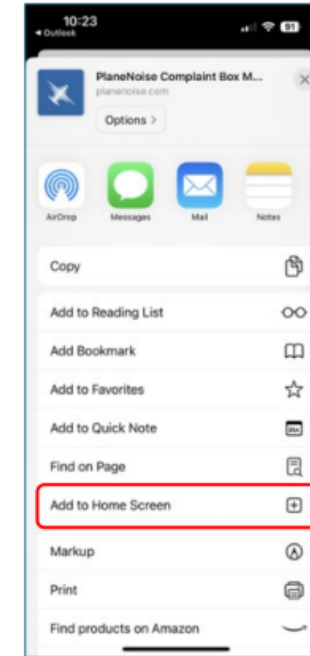 10:23
91
◂ Outlook
PlaneNoise Complaint Box M...
planenoise.com
Options >
AirDrop
Messages
Mail
Notes
Copy
Add to Reading List
Add Bookmark
Add to Favorites
Add to Quick Note
Find on Page
Add to Home Screen
Markup
Print
Find products on Amazon